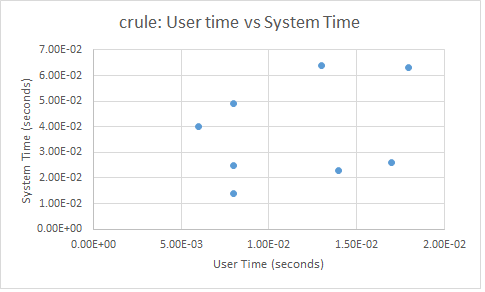 crule: User time vs System Time
7.00E-02
6.00E-02
5.00E-02
4.00E-02
3.00E-02
2.00E-02
1.00E-02
0.00E+00
System Time (seconds)
0.00E+00 5.00E-03 1.00E-02 1.50E-02 2.00E-02
User Time (seconds)